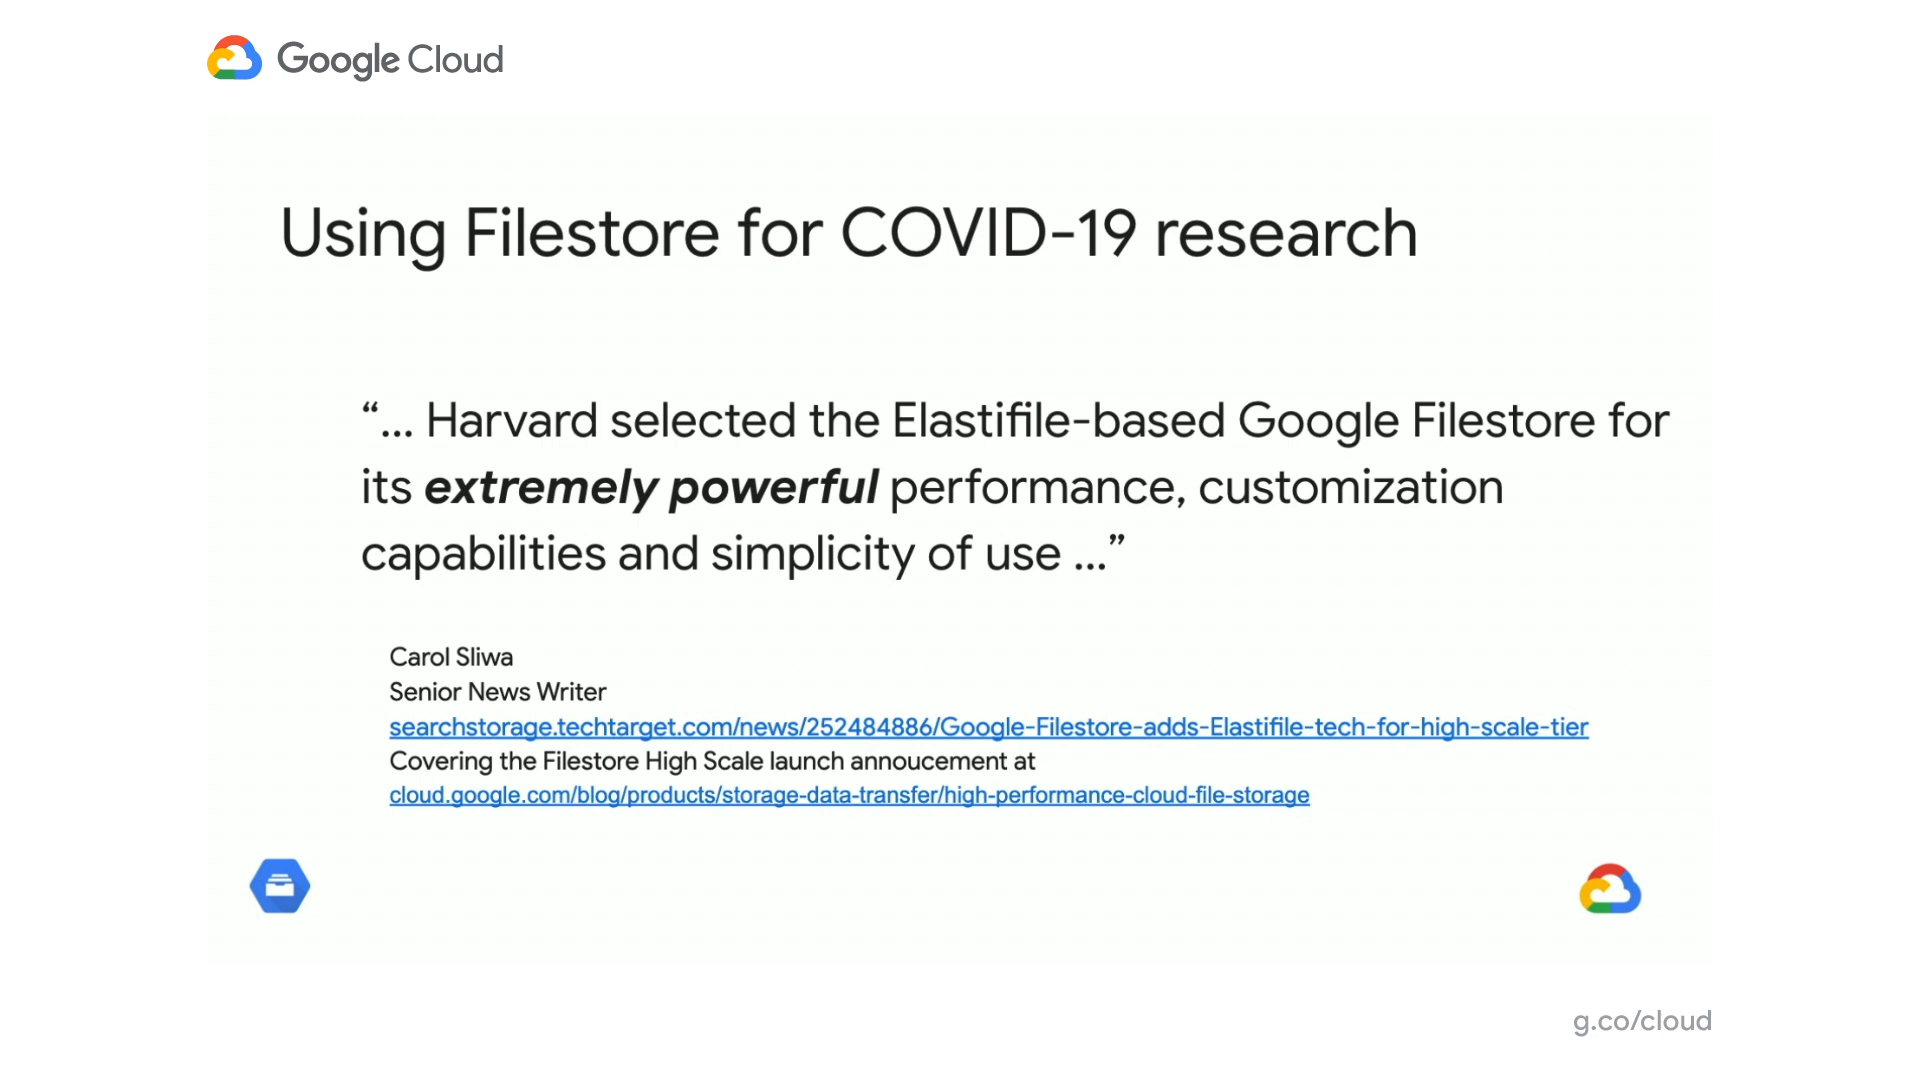 Google Cloud
Using Filestore for COVID-19 research
“... Harvard selected the Elastifile-based Google Filestore for
its extremely powerful performance, customization
capabilities and simplicity of use ...”
Carol Sliwa
Senior News Writer
searchstorage.techtarget.com/news/252484886/Google-Filestore-adds-Elastifile-tech-for-high-scale-tier
Covering the Filestore High Scale launch annoucement at
cloud.google.com/blog/products/storage-data-transfer/high-performance-cloud-file-storage
g.co/cloud